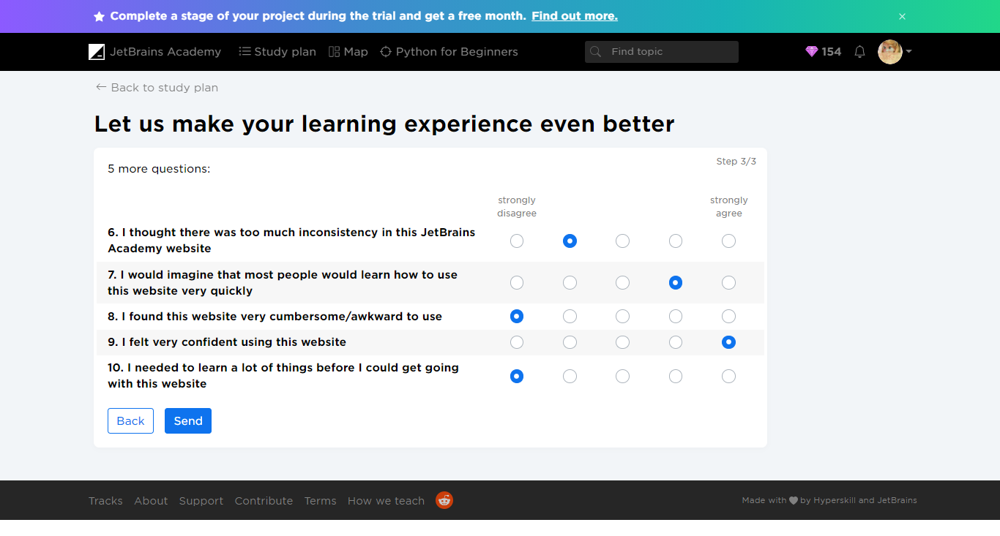 Complete a stage of your project during the trial and get a free month. Find out more.
JetBrains Academy Study plan Map Python for Beginners Find topic 154
Back to study plan
Let us make your learning experience even better
Step 3/3
5 more questions:
strongly disagree
strongly agree
6. I thought there was too much inconsistency in this JetBrains
Academy website
7. I would imagine that most people would learn how to use
this website very quickly
8. I found this website very cumbersome/awkward to use
9. I felt very confident using this website
10. I needed to learn a lot of things before I could get going
with this website
Back Send
Tracks About Support Contribute Terms How we teach Made with by Hyperskill and JetBrains